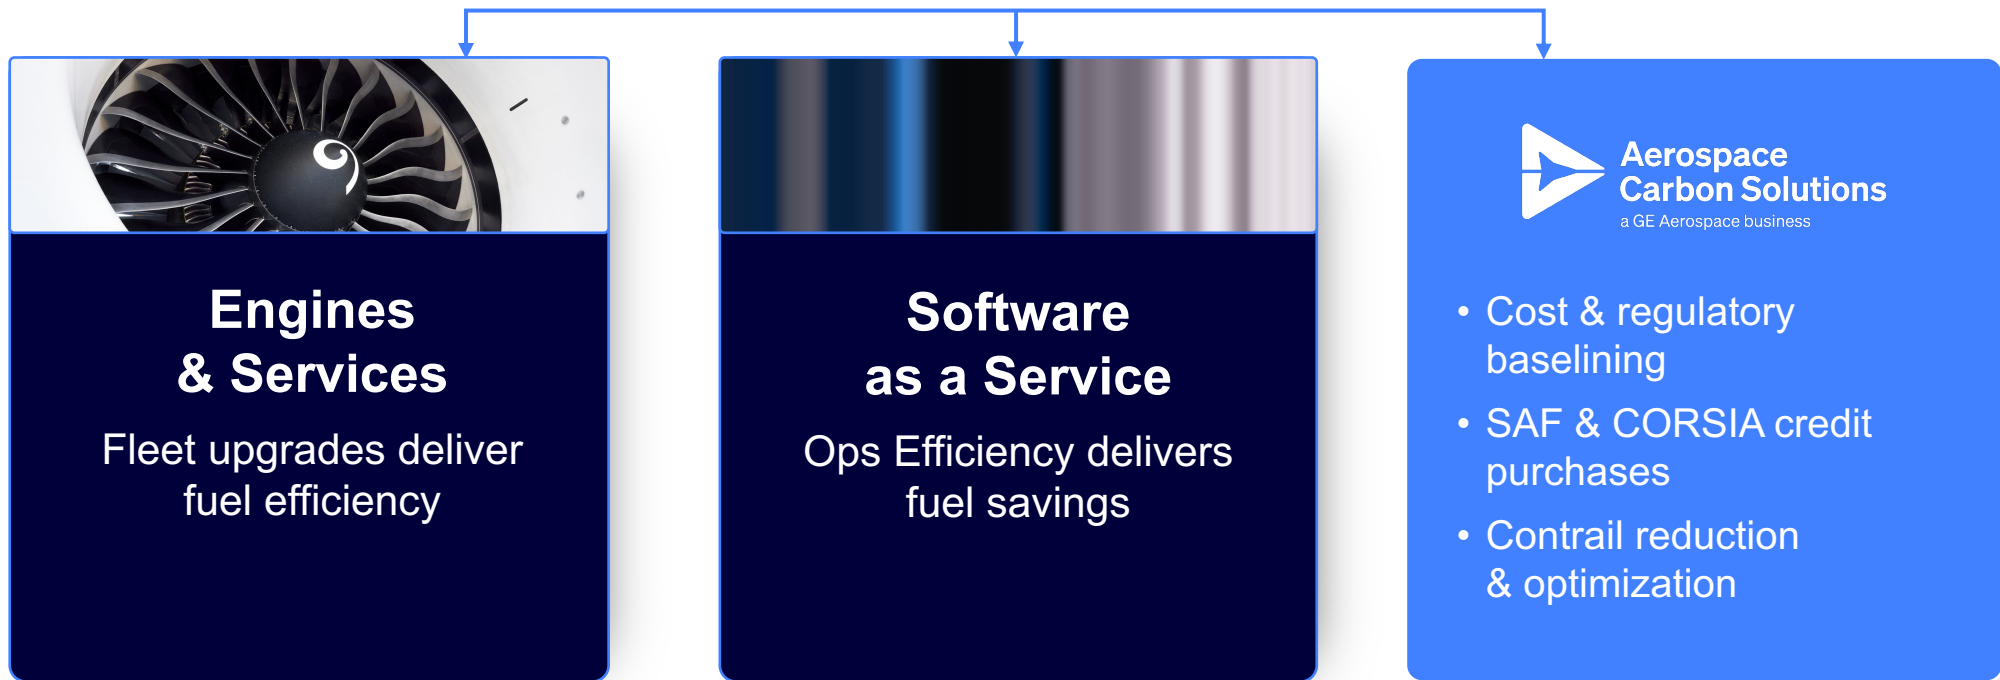 Engines
& Services
Fleet upgrades deliver
fuel efficiency
Software
as a Service
Ops Efficiency delivers
fuel savings
Aerospace
Carbon Solutions
a GE Aerospace business
• Cost & regulatory
baselining
• SAF & CORSIA credit
purchases
• Contrail reduction
& optimization